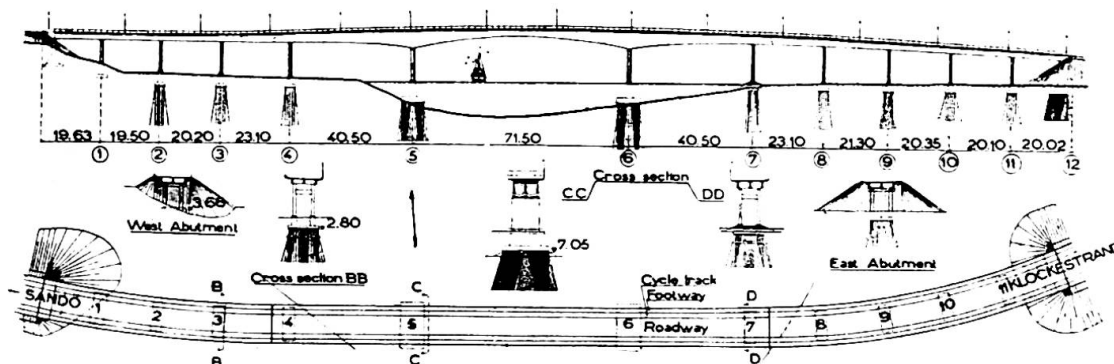 19.63 19.50 20.20 23.10 40.50 71.50 40.50 23.10 21.30 20.35 20.10 20.02
1 2 3 4 5 6 7 8 9 10 11 12
Cross section
CC DD
3.68
2.80
7.05
West Abutment
East Abutment
Cross section BB
B C D
Cycle track
Footway
Roadway
SANDÖ 1 2 3 4 5 6 7 8 9 10 11 KLOCKESTRAND
B C D